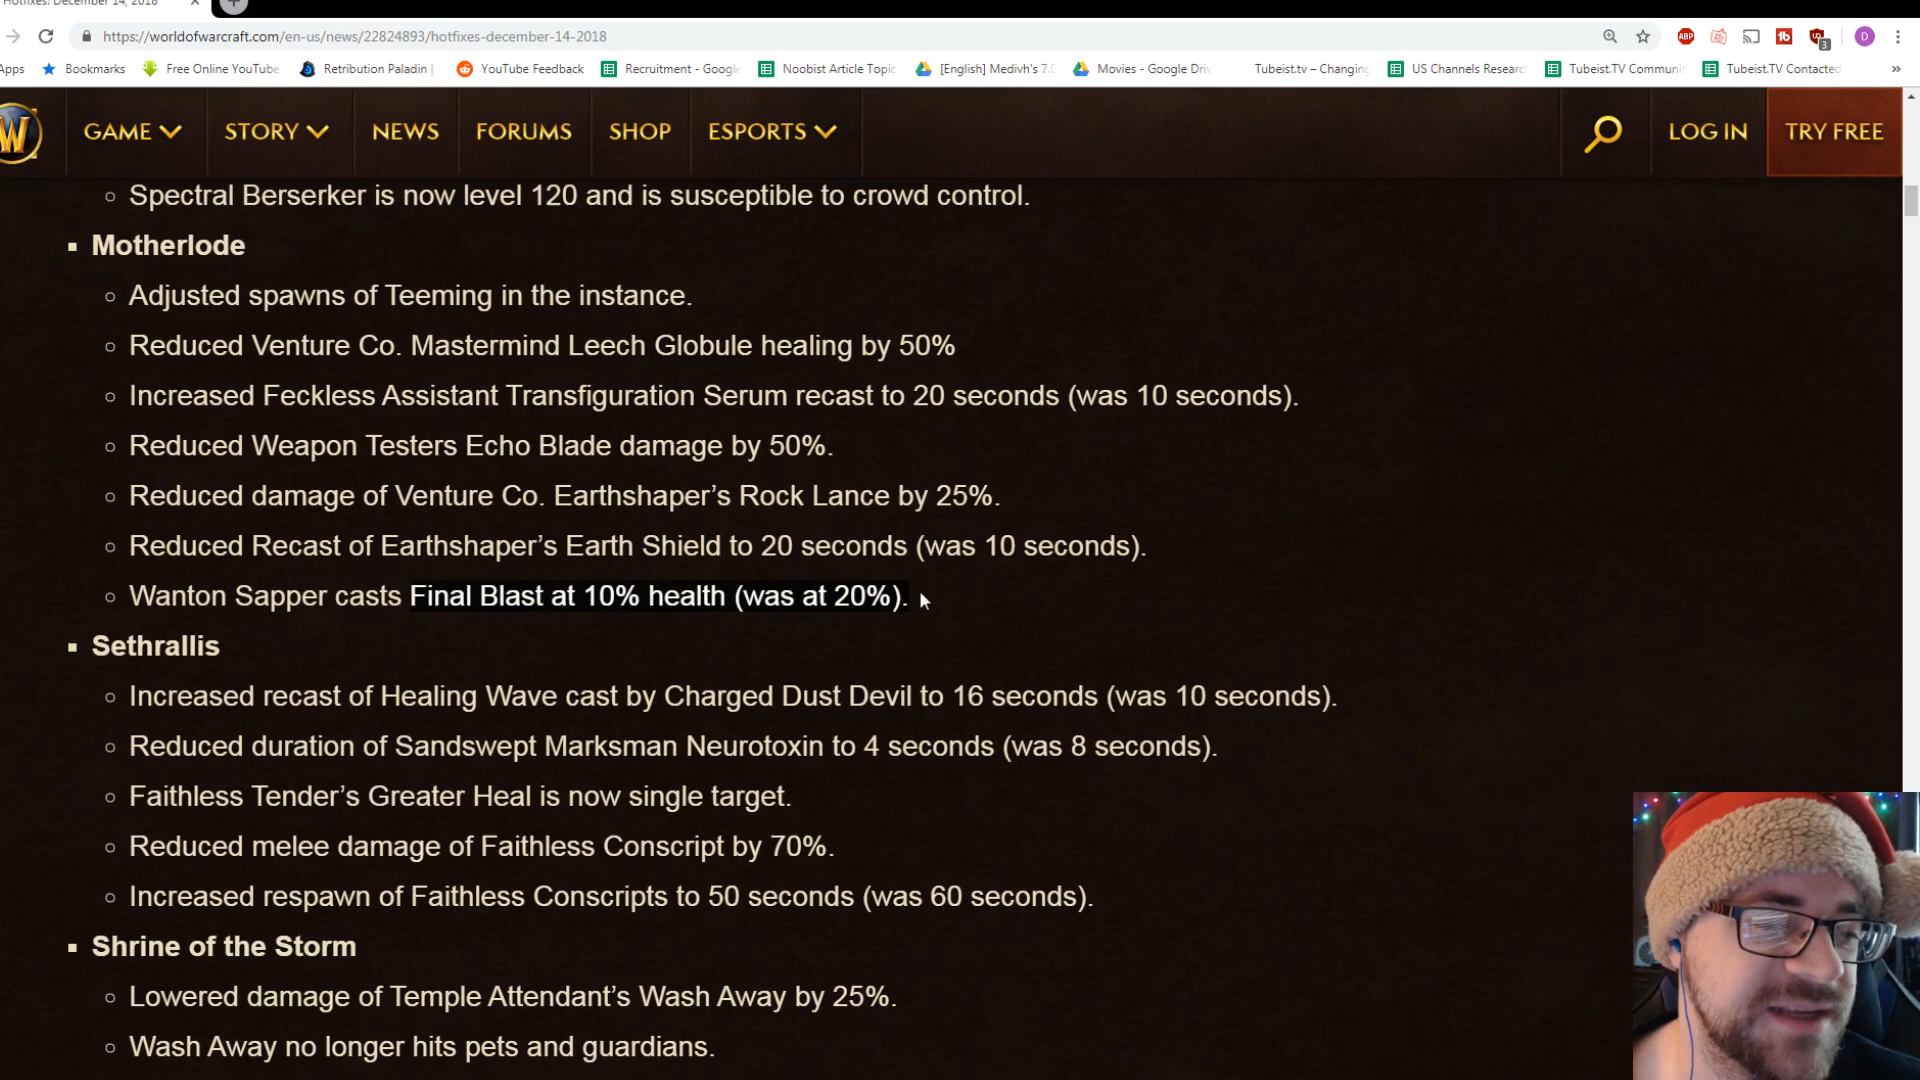 Hotfixes: December 14, 2018
https://worldofwarcraft.com/en-us/news/22824893/hotfixes-december-14-2018
ABP
3
D
Apps Bookmarks Free Online YouTube Retribution Paladin | YouTube Feedback Recruitment - Google Noobist Article Topic [English] Medivh's 7. Movies - Google Driv Tubeist.tv – Changing US Channels Researc Tubeist.TV Communi Tubeist.TV Contacted »
W GAME STORY NEWS FORUMS SHOP ESPORTS LOG IN TRY FREE
Spectral Berserker is now level 120 and is susceptible to crowd control.
Motherlode
Adjusted spawns of Teeming in the instance.
Reduced Venture Co. Mastermind Leech Globule healing by 50%
Increased Feckless Assistant Transfiguration Serum recast to 20 seconds (was 10 seconds).
Reduced Weapon Testers Echo Blade damage by 50%.
Reduced damage of Venture Co. Earthshaper’s Rock Lance by 25%.
Reduced Recast of Earthshaper’s Earth Shield to 20 seconds (was 10 seconds).
Wanton Sapper casts Final Blast at 10% health (was at 20%).
Sethrallis
Increased recast of Healing Wave cast by Charged Dust Devil to 16 seconds (was 10 seconds).
Reduced duration of Sandswept Marksman Neurotoxin to 4 seconds (was 8 seconds).
Faithless Tender’s Greater Heal is now single target.
Reduced melee damage of Faithless Conscript by 70%.
Increased respawn of Faithless Conscripts to 50 seconds (was 60 seconds).
Shrine of the Storm
Lowered damage of Temple Attendant’s Wash Away by 25%.
Wash Away no longer hits pets and guardians.